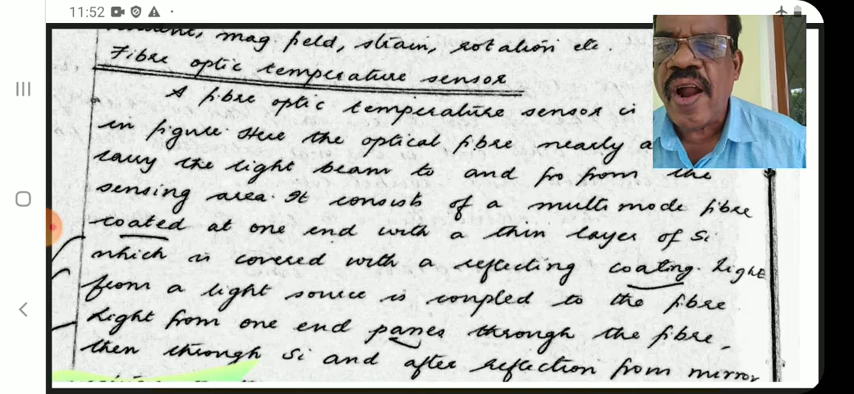 11:52
mag. field, strain, rotation etc.
Fibre optic temperature sensor
A fibre optic temperature sensor is
in figure. Here the optical fibre nearly
carry the light beam to and fro from the
sensing area. It consists of a multimode fibre
coated at one end with a thin layer of Si
which is covered with a reflecting coating. Light
from a light source is coupled to the fibre
Light from one end passes through the fibre,
then through Si and after reflection from mirror